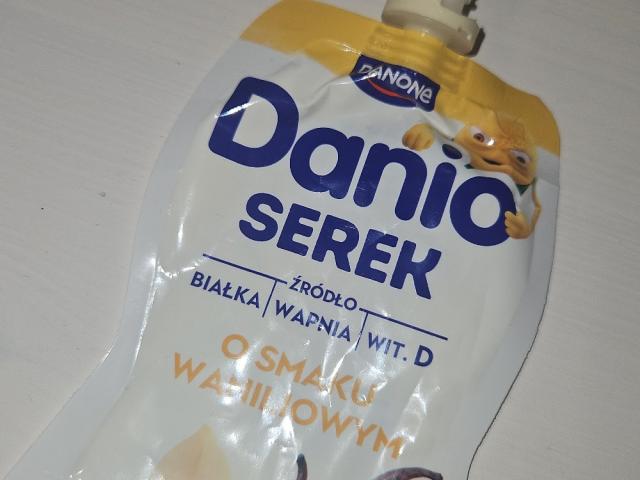 DANONE
Danio
SEREK
ŹRÓDŁO
BIAŁKA WAPNIA WIT. D
O SMAKU
WANILIOWYM